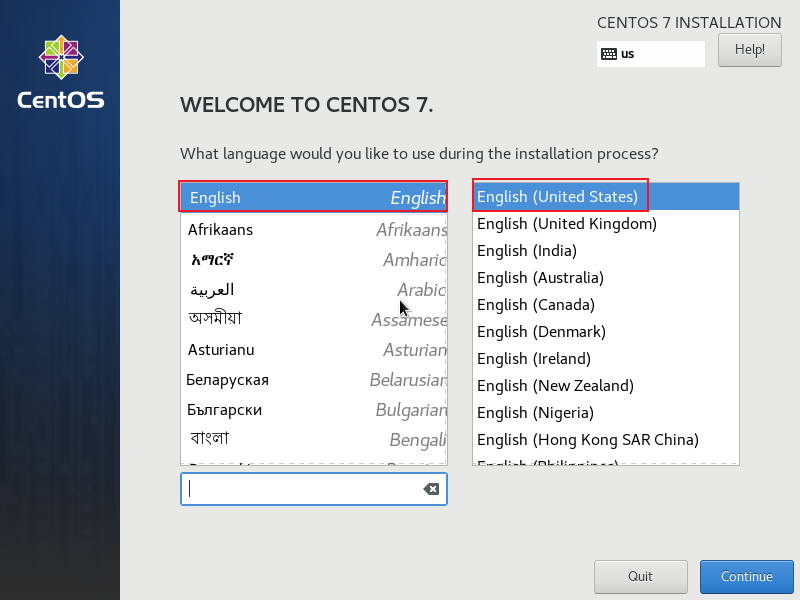 CENTOS 7 INSTALLATION
us
Help!
CentOS
WELCOME TO CENTOS 7.
What language would you like to use during the installation process?
English English
Afrikaans Afrikaans
አማርኛ Amharic
العربية Arabic
অসমীয়া Assamese
Asturianu Asturian
Беларуская Belarusian
Български Bulgarian
বাংলা Bengali
English (United States)
English (United Kingdom)
English (India)
English (Australia)
English (Canada)
English (Denmark)
English (Ireland)
English (New Zealand)
English (Nigeria)
English (Hong Kong SAR China)
English (Philippines)
Quit
Continue